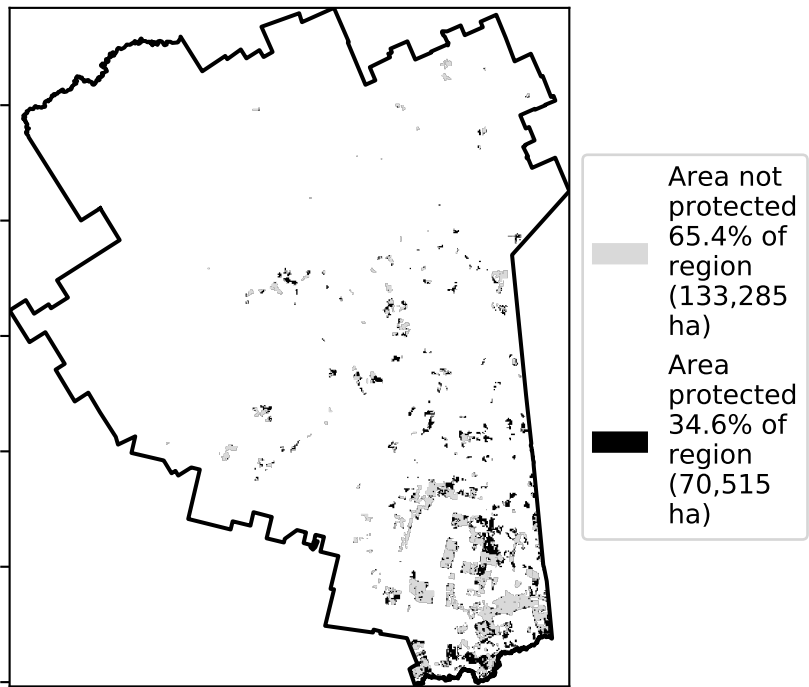 Area not
protected
65.4% of
region
(133,285
ha)
Area
protected
34.6% of
region
(70,515
ha)